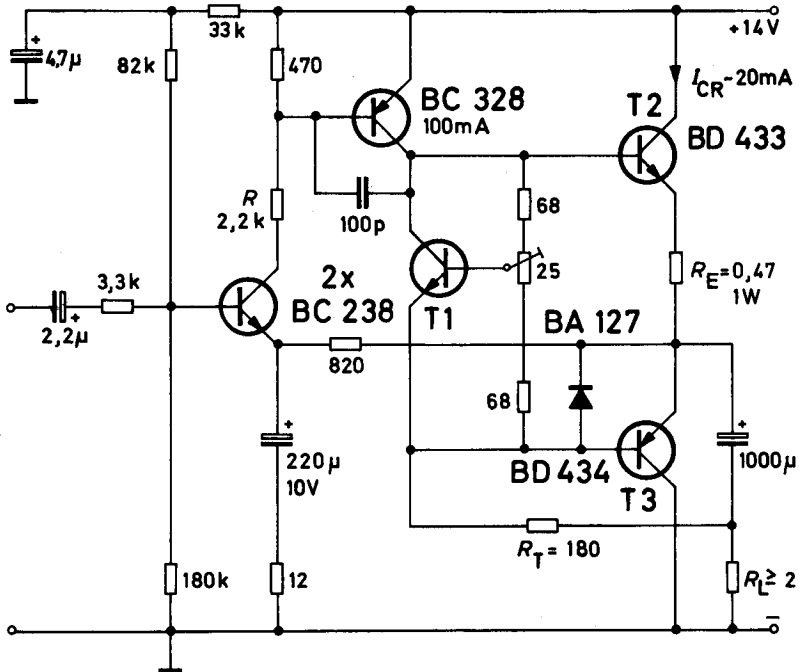 33k
+
4,7µ
82k
470
+14V
I_CR ~20mA
BC 328
100mA
T2
BD 433
R
2,2k
100p
68
25
R_E=0,47
1W
3,3k
+
2,2µ
2x
BC 238
T1
BA 127
820
68
+
220µ
10V
BD 434
T3
+
1000µ
R_T = 180
180k
12
R_L ≥ 2
−